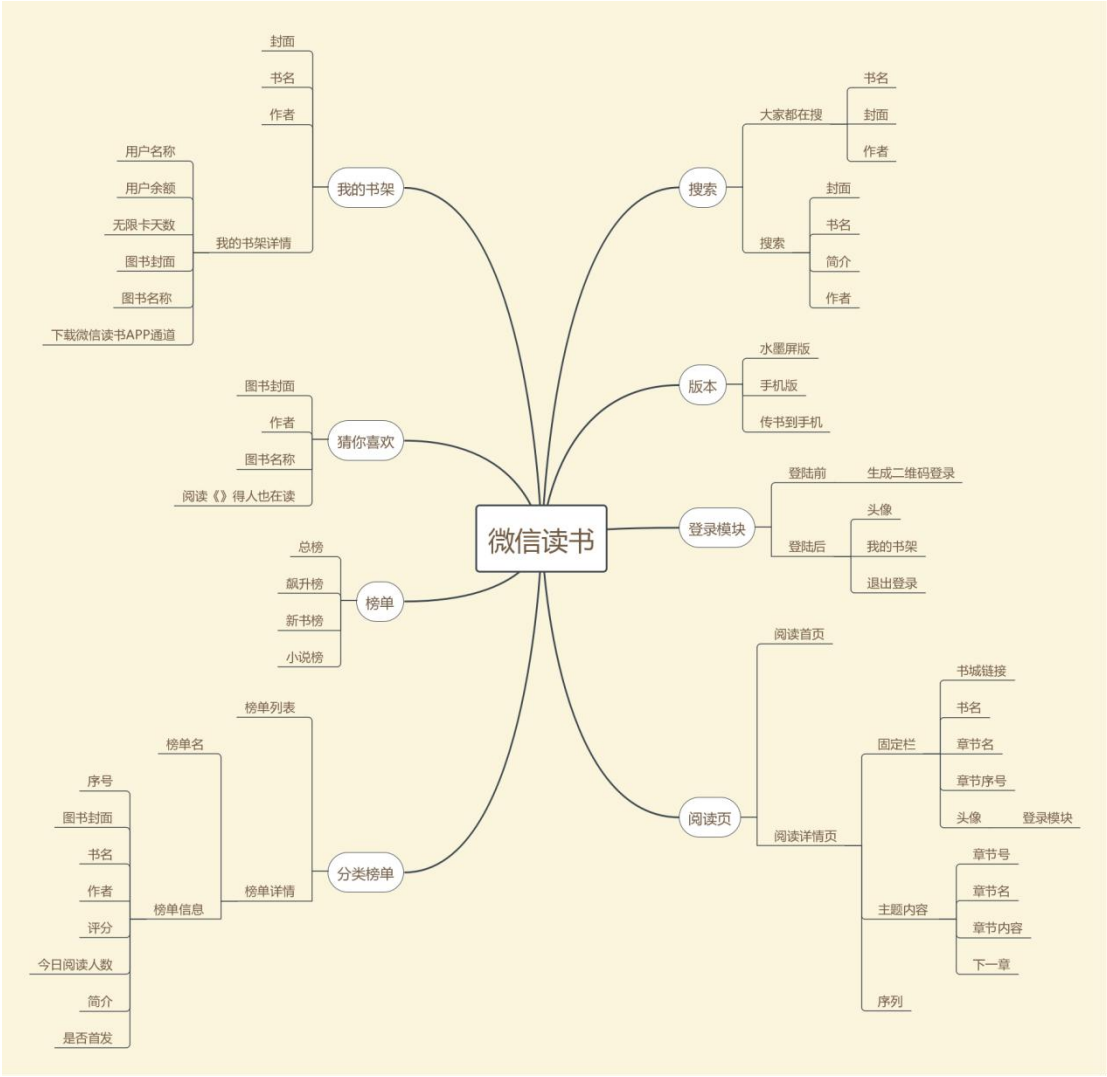 微信读书
搜索
大家都在搜
书名
封面
作者
搜索
封面
书名
简介
作者
版本
水墨屏版
手机版
传书到手机
登录模块
登陆前
生成二维码登录
登陆后
头像
我的书架
退出登录
阅读页
阅读首页
阅读详情页
固定栏
书城链接
书名
章节名
章节序号
头像
登录模块
主题内容
章节号
章节名
章节内容
下一章
序列
我的书架
封面
书名
作者
我的书架详情
用户名称
用户余额
无限卡天数
图书封面
图书名称
下载微信读书APP通道
猜你喜欢
图书封面
作者
图书名称
阅读《》得人也在读
榜单
总榜
飙升榜
新书榜
小说榜
分类榜单
榜单列表
榜单详情
榜单名
榜单信息
序号
图书封面
书名
作者
评分
今日阅读人数
简介
是否首发